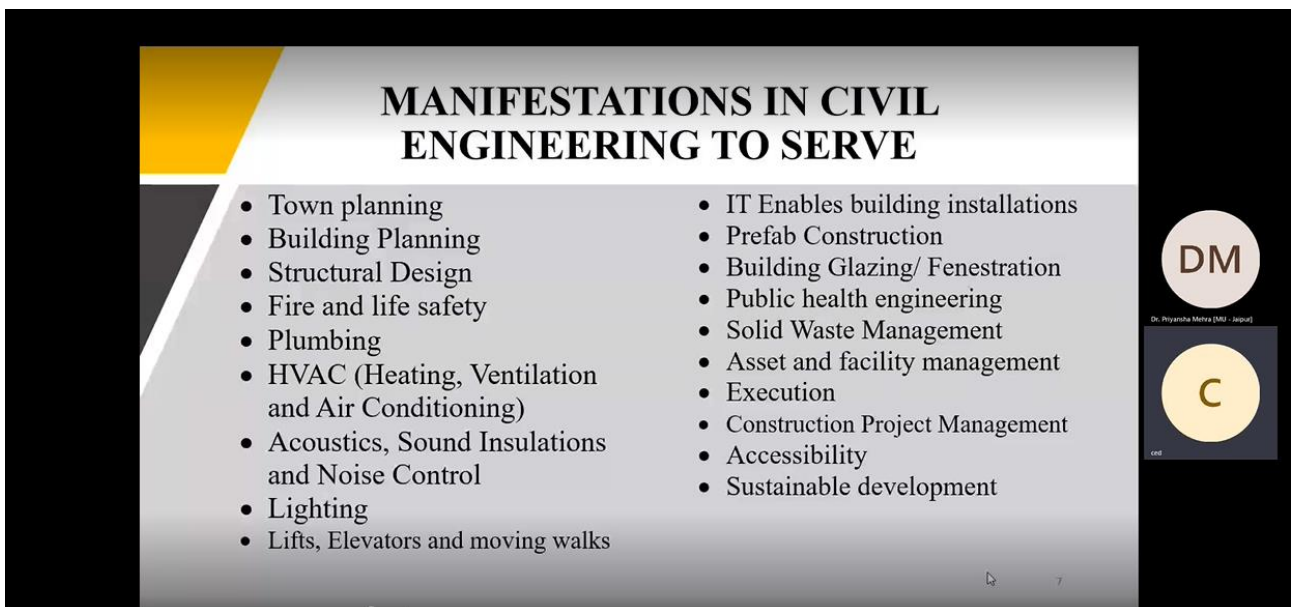 MANIFESTATIONS IN CIVIL
ENGINEERING TO SERVE
• Town planning
• Building Planning
• Structural Design
• Fire and life safety
• Plumbing
• HVAC (Heating, Ventilation
and Air Conditioning)
• Acoustics, Sound Insulations
and Noise Control
• Lighting
• Lifts, Elevators and moving walks
• IT Enables building installations
• Prefab Construction
• Building Glazing/ Fenestration
• Public health engineering
• Solid Waste Management
• Asset and facility management
• Execution
• Construction Project Management
• Accessibility
• Sustainable development
7
DM
Dr. Priyansha Mehra [MU - Jaipur]
C
ced